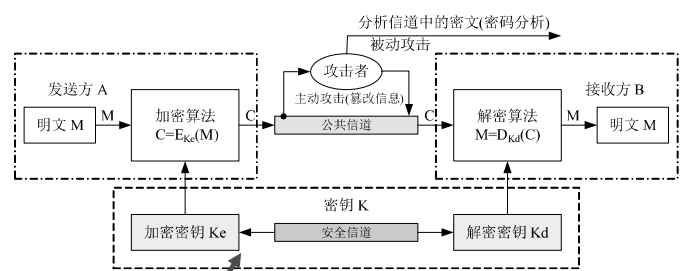 分析信道中的密文(密码分析)
被动攻击
攻击者
主动攻击(篡改信息)
发送方 A
接收方 B
明文 M
M
加密算法
C=EKe(M)
C
公共信道
C
解密算法
M=DKd(C)
M
明文 M
密钥 K
加密密钥 Ke
安全信道
解密密钥 Kd